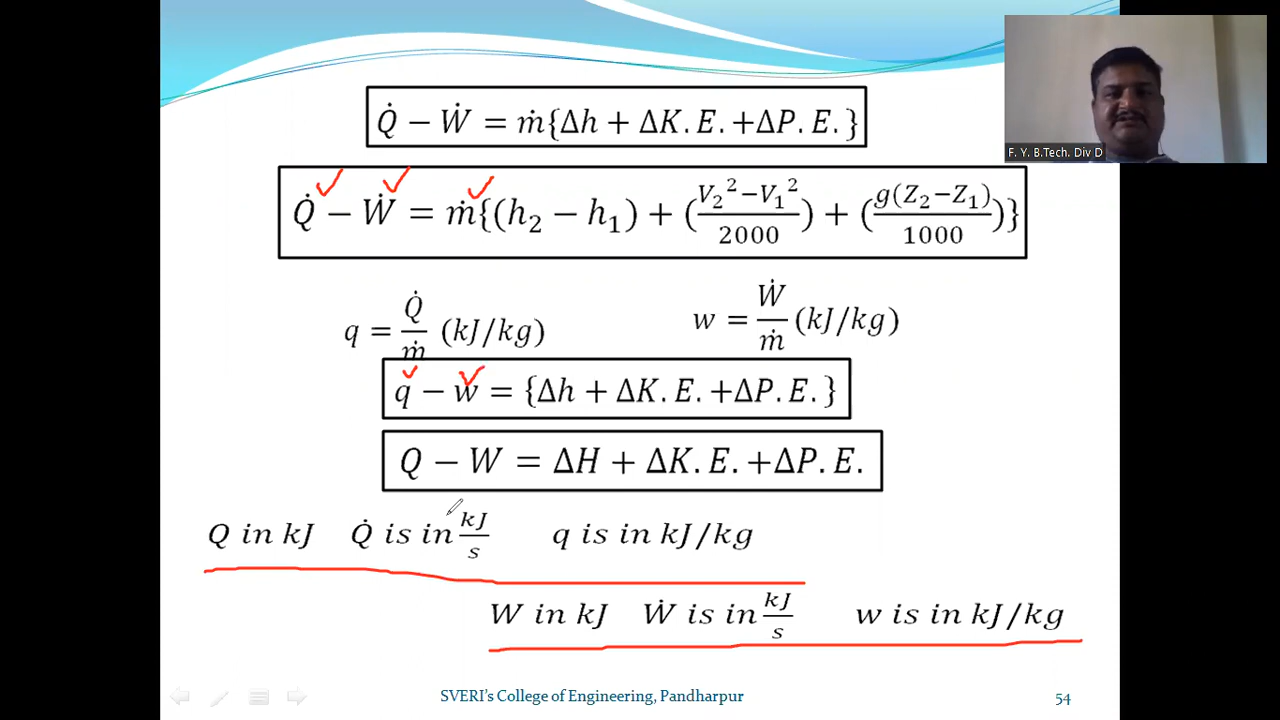 Q̇ − Ẇ = ṁ{Δh + ΔK.E.+ΔP.E.}
F. Y. B.Tech. Div D
Q̇ − Ẇ = ṁ{(h₂ − h₁) + (V₂²−V₁²/2000) + (g(Z₂−Z₁)/1000)}
q = Q̇/ṁ (kJ/kg) w = Ẇ/ṁ (kJ/kg)
q − w = {Δh + ΔK.E.+ΔP.E.}
Q − W = ΔH + ΔK.E.+ΔP.E.
Q in kJ Q̇ is in kJ/s q is in kJ/kg
W in kJ Ẇ is in kJ/s w is in kJ/kg
SVERI's College of Engineering, Pandharpur 54